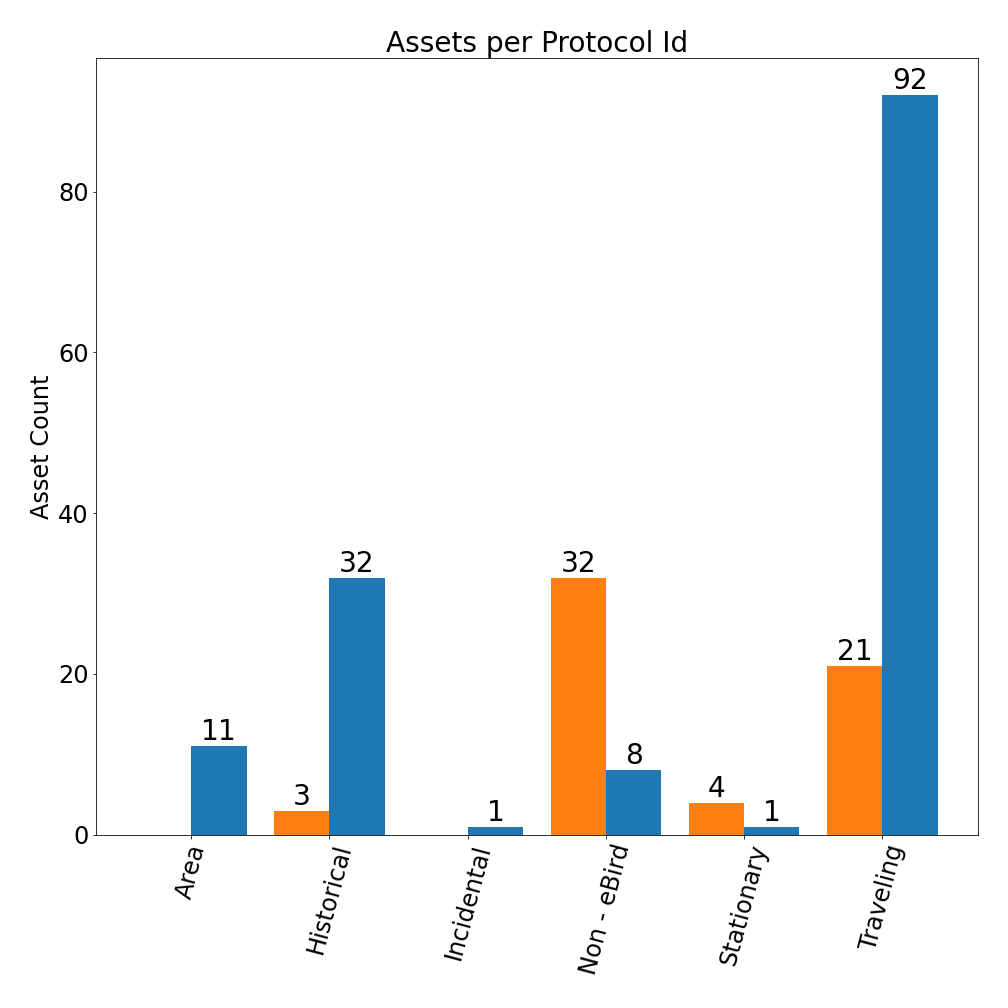 Assets per Protocol Id
Asset Count
80
60
40
20
0
11
3
32
1
32
8
4
1
21
92
Area
Historical
Incidental
Non - eBird
Stationary
Traveling